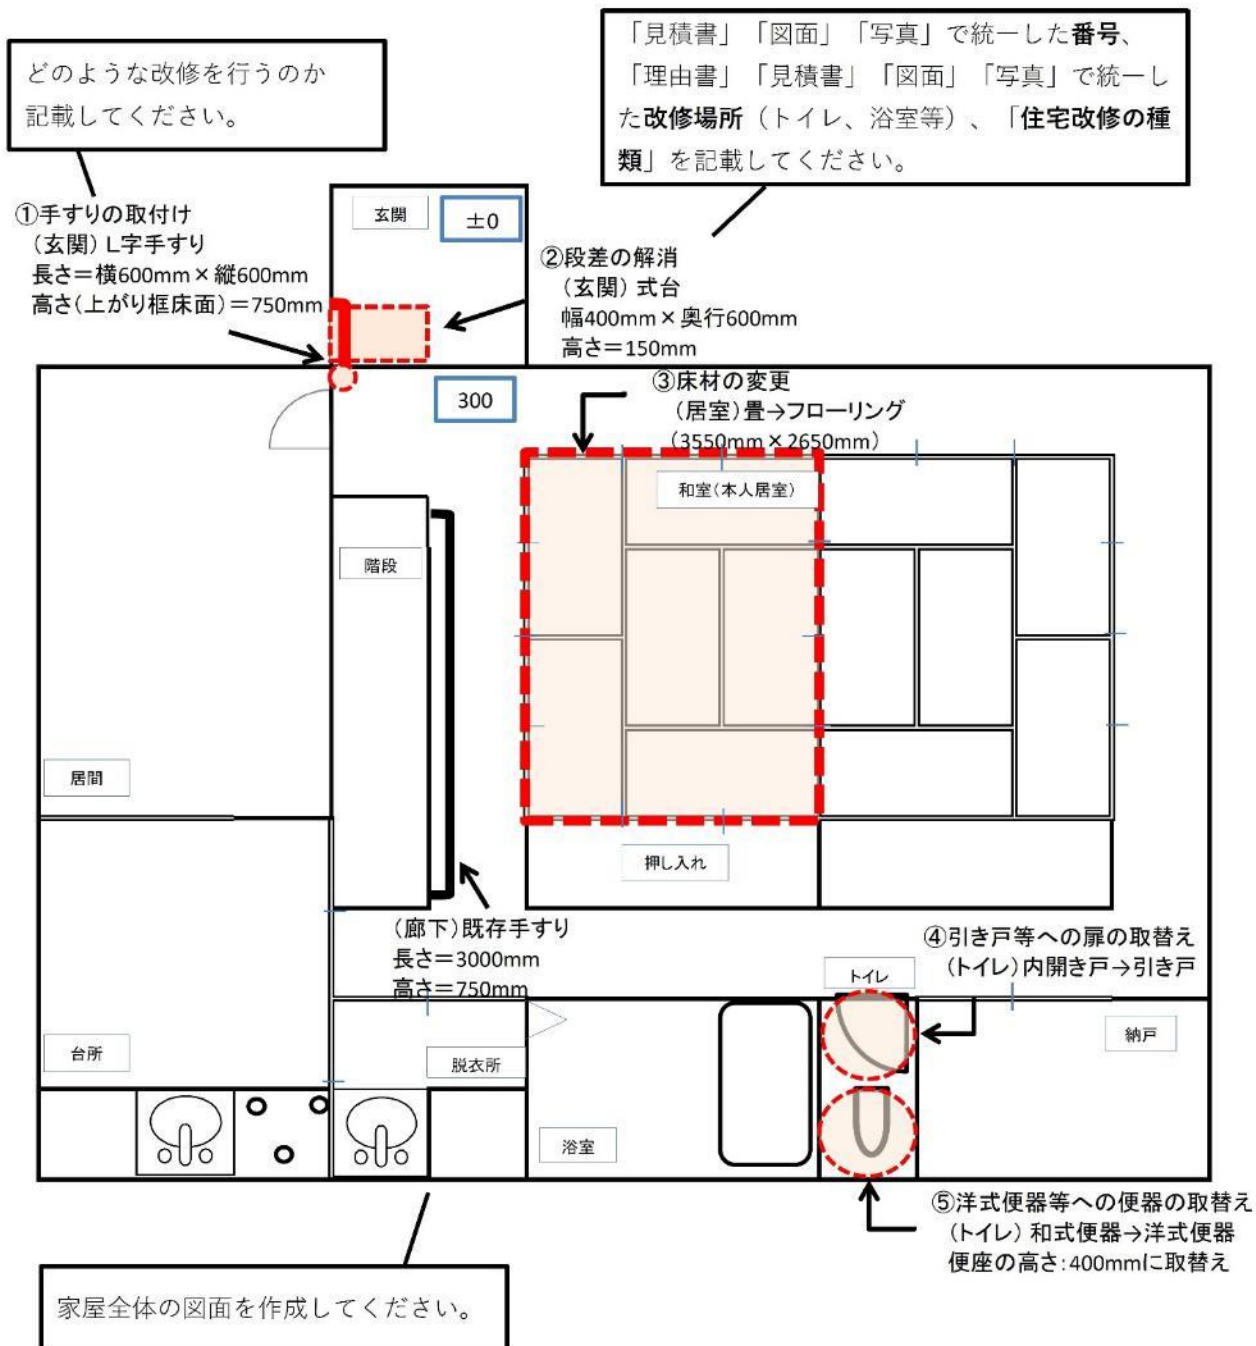 どのような改修を行うのか
記載してください。
「見積書」「図面」「写真」で統一した番号、
「理由書」「見積書」「図面」「写真」で統一し
た改修場所（トイレ、浴室等）、「住宅改修の種
類」を記載してください。
①手すりの取付け
(玄関)L字手すり
長さ＝横600mm×縦600mm
高さ(上がり框床面)＝750mm
玄関
±0
②段差の解消
(玄関) 式台
幅400mm×奥行600mm
高さ＝150mm
300
③床材の変更
(居室)畳→フローリング
(3550mm×2650mm)
和室(本人居室)
階段
居間
押し入れ
(廊下)既存手すり
長さ＝3000mm
高さ＝750mm
④引き戸等への扉の取替え
(トイレ)内開き戸→引き戸
トイレ
台所
脱衣所
浴室
納戸
⑤洋式便器等への便器の取替え
(トイレ) 和式便器→洋式便器
便座の高さ:400mmに取替え
家屋全体の図面を作成してください。